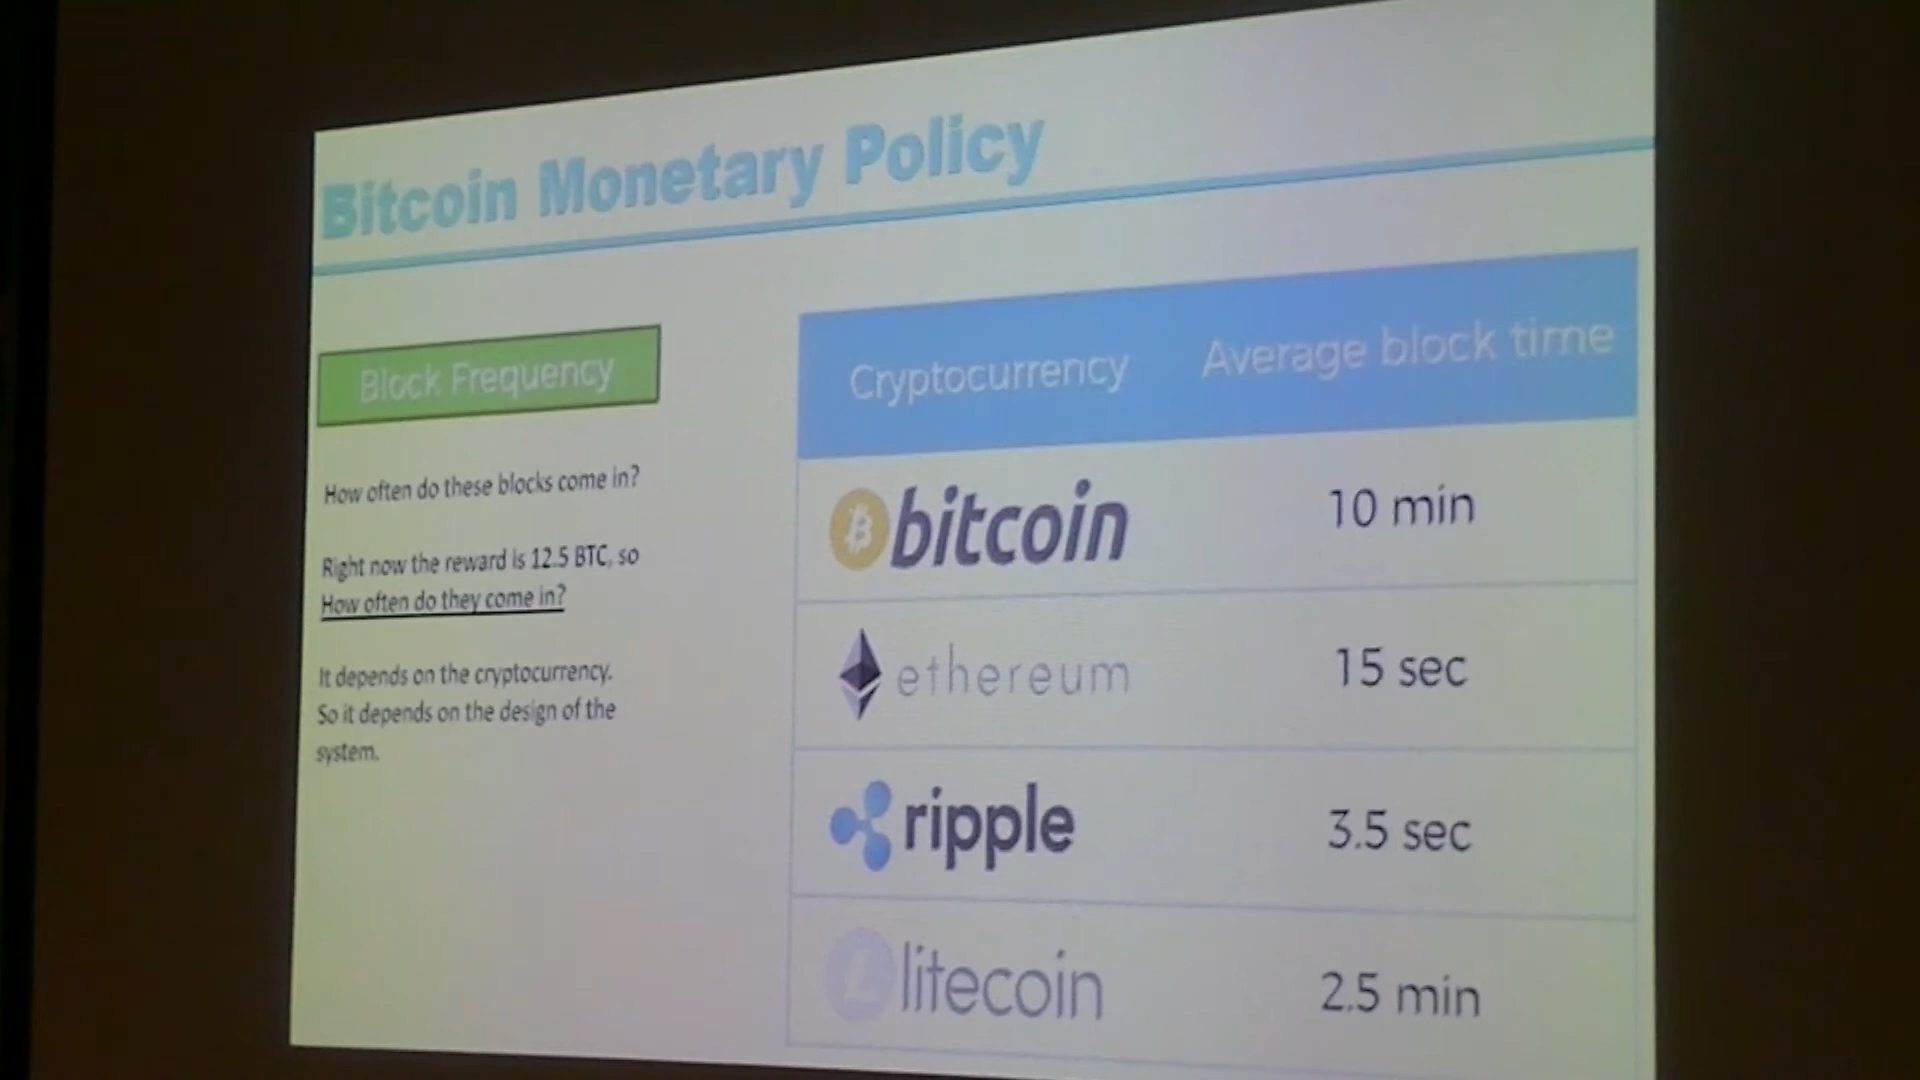 Bitcoin Monetary Policy
Block Frequency
How often do these blocks come in?
Right now the reward is 12.5 BTC, so
How often do they come in?
It depends on the cryptocurrency.
So it depends on the design of the
system.
Cryptocurrency Average block time
bitcoin 10 min
ethereum 15 sec
ripple 3.5 sec
litecoin 2.5 min